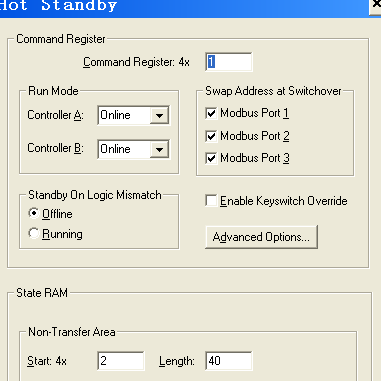 Hot Standby
Command Register
Command Register: 4x 1
Run Mode
Controller A: Online
Controller B: Online
Swap Address at Switchover
Modbus Port 1
Modbus Port 2
Modbus Port 3
Standby On Logic Mismatch
Offline
Running
Enable Keyswitch Override
Advanced Options...
State RAM
Non-Transfer Area
Start: 4x 2 Length: 40